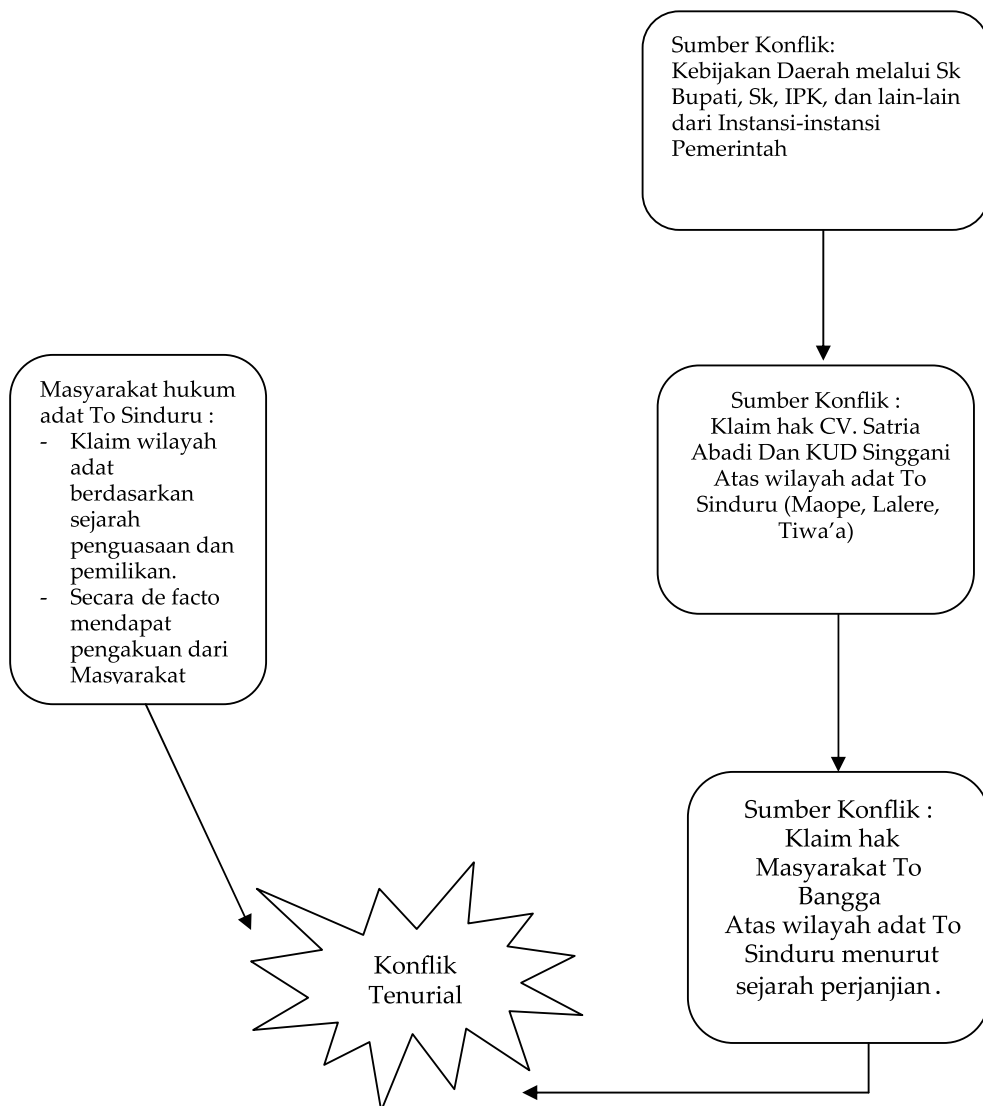 Sumber Konflik:
Kebijakan Daerah melalui Sk
Bupati, Sk, IPK, dan lain-lain
dari Instansi-instansi
Pemerintah
Masyarakat hukum
adat To Sinduru :
- Klaim wilayah
adat
berdasarkan
sejarah
penguasaan dan
pemilikan.
- Secara de facto
mendapat
pengakuan dari
Masyarakat
Sumber Konflik :
Klaim hak CV. Satria
Abadi Dan KUD Singgani
Atas wilayah adat To
Sinduru (Maope, Lalere,
Tiwa’a)
Sumber Konflik :
Klaim hak
Masyarakat To
Bangga
Atas wilayah adat To
Sinduru menurut
sejarah perjanjian.
Konflik
Tenurial